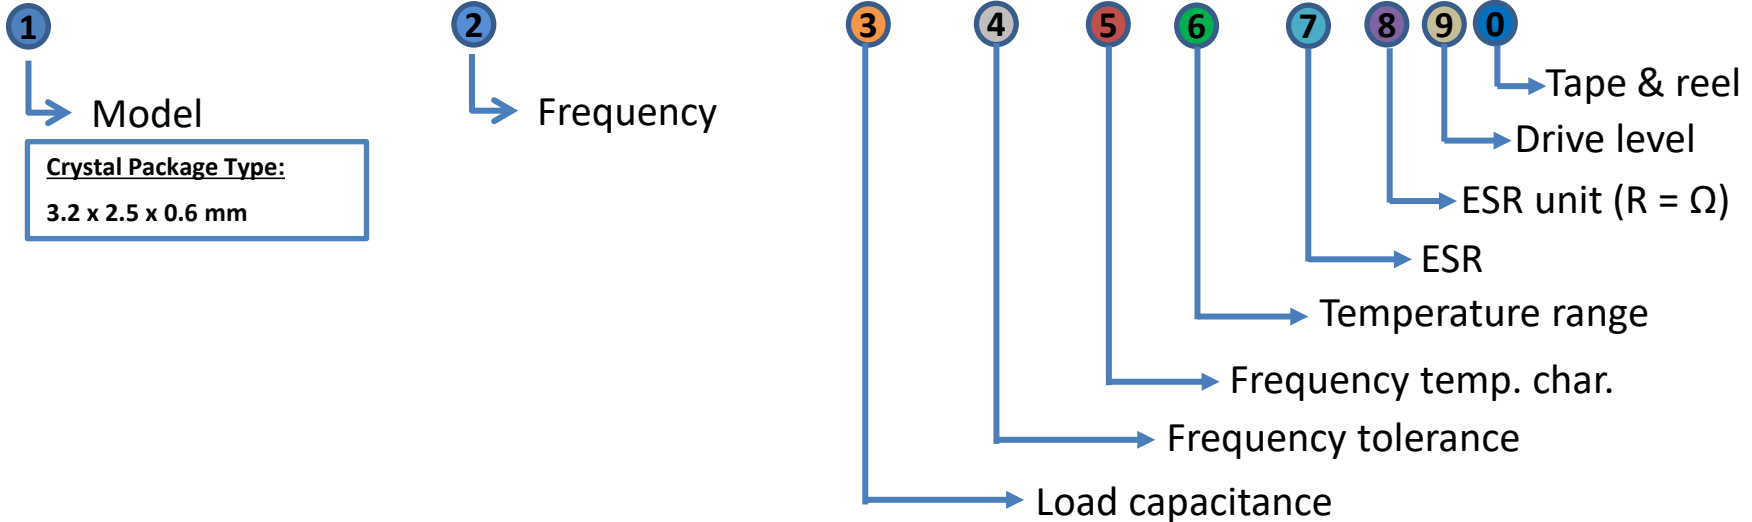 1 2 3 4 5 6 7 8 9 0
Tape & reel
Model
Frequency
Drive level
Crystal Package Type:
3.2 x 2.5 x 0.6 mm
ESR unit (R = Ω)
ESR
Temperature range
Frequency temp. char.
Frequency tolerance
Load capacitance